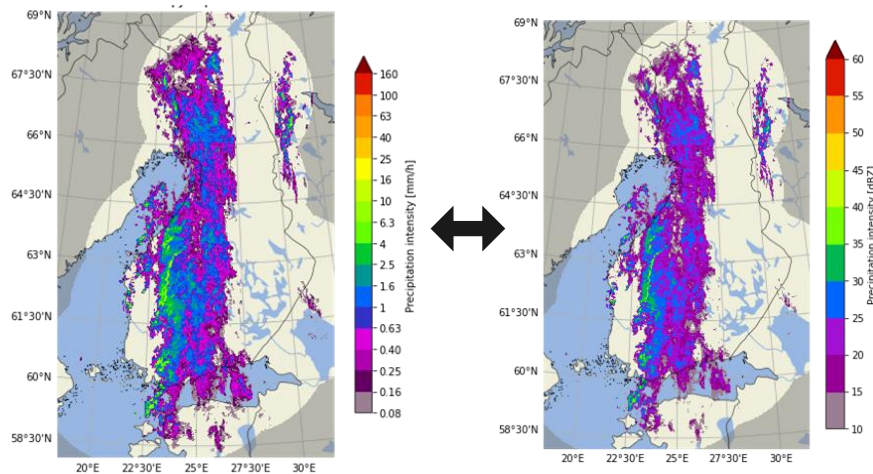 69°N
67°30'N
66°N
64°30'N
63°N
61°30'N
60°N
58°30'N
20°E 22°30'E 25°E 27°30'E 30°E
160
100
63
40
25
16
10
6.3
4
2.5
1.6
1
0.63
0.40
0.25
0.16
0.08
Precipitation intensity [mm/h]
69°N
67°30'N
66°N
64°30'N
63°N
61°30'N
60°N
58°30'N
20°E 22°30'E 25°E 27°30'E 30°E
60
55
50
45
40
35
30
25
20
15
10
Precipitation intensity [dBZ]